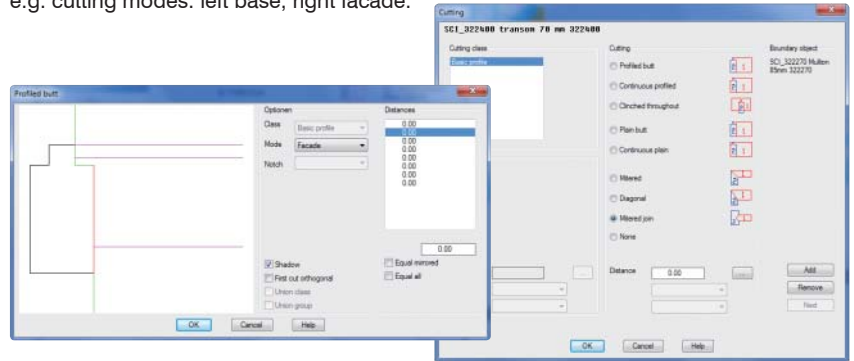 e.g. cutting modes: left base, right facade.
Cutting
SCI_322400 transom 70 mm 322400
Cutting class
Basic profile
Cutting
Profiled butt
Continuous profiled
Clinched throughout
Plain butt
Continuous plain
Mitered
Diagonal
Mitered join
None
Distance 0.00
Boundary object
SCI_322270 Mullion
85mm 322270
Add
Remove
Next
OK Cancel Help
Profiled butt
Optionen
Class Basic profile
Mode Facade
Notch
Shadow
First cut orthogonal
Union class
Union group
Distances
0.00
0.00
0.00
0.00
0.00
0.00
0.00
0.00
0.00
Equal mirrored
Equal all
OK Cancel Help